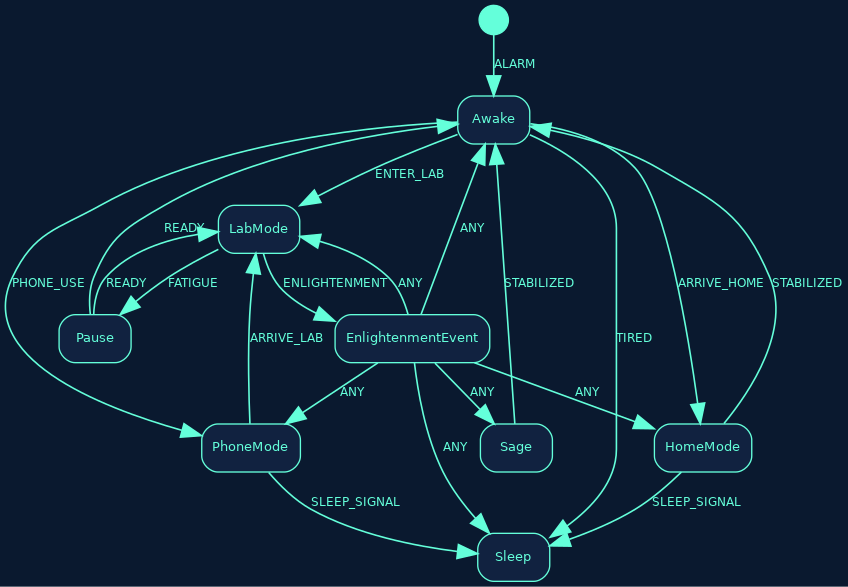 ALARM
Awake
ENTER_LAB
READY
LabMode
ANY
PHONE_USE
READY
FATIGUE
ENLIGHTENMENT
ANY
STABILIZED
ARRIVE_HOME
STABILIZED
Pause
ARRIVE_LAB
EnlightenmentEvent
TIRED
ANY
ANY
ANY
PhoneMode
ANY
Sage
HomeMode
SLEEP_SIGNAL
SLEEP_SIGNAL
Sleep